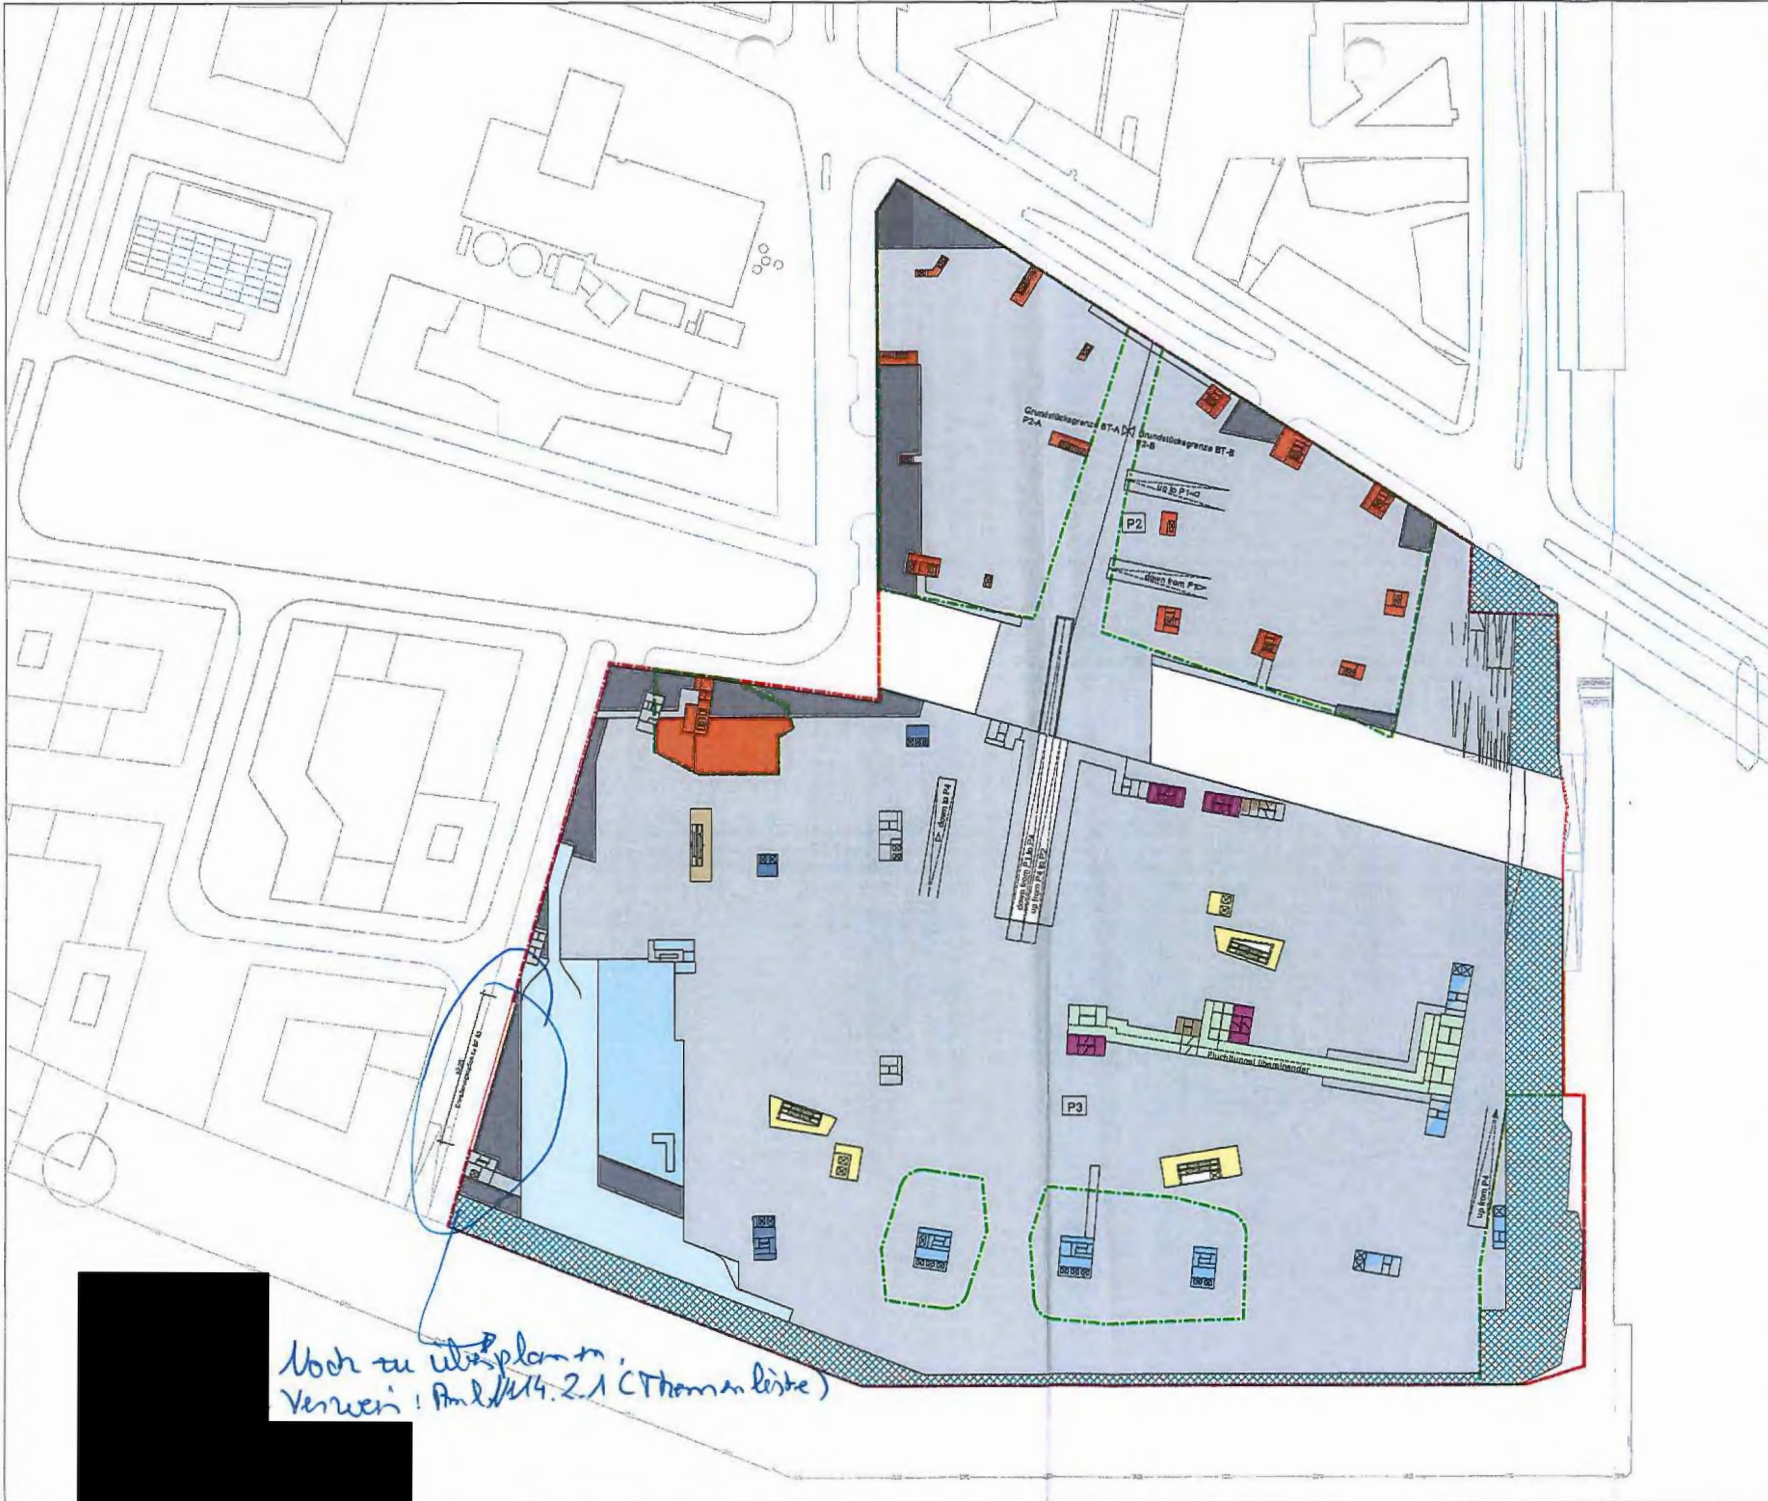 Grundstücksgrenze BT-A
P2-A
Grundstücksgrenze BT-B
P2-B
up to P1
P2
down from P1
down to P4
down from P1 to P4
up from P4 to P2
Fluchttunnel übereinander
P3
up from P4
Noch zu überplanen.
Verweis: Anl. 114.2.1 (Themenliste)